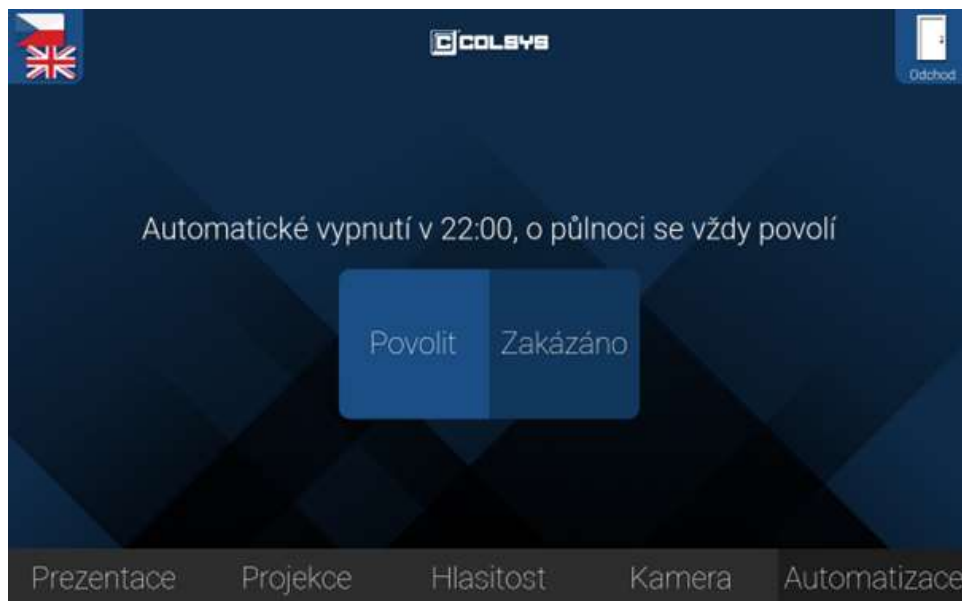 COLSYS
Odchod
Automatické vypnutí v 22:00, o půlnoci se vždy povolí
Povolit Zakázáno
Prezentace Projekce Hlasitost Kamera Automatizace